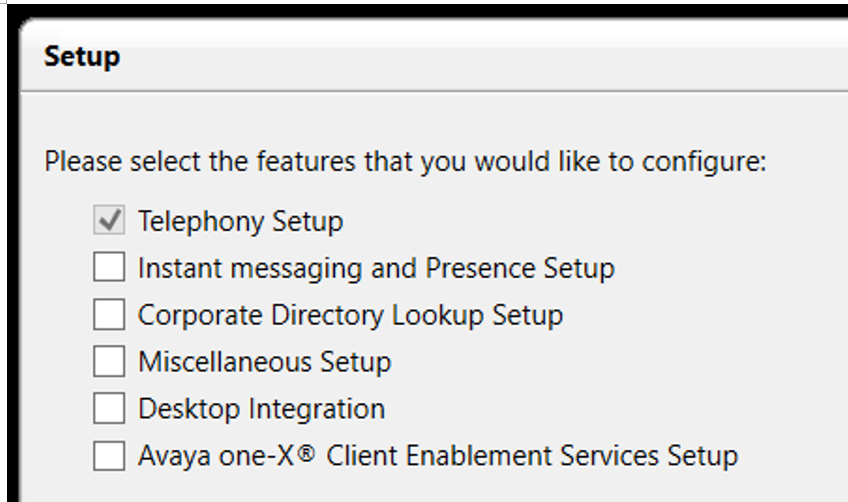 Setup
Please select the features that you would like to configure:
Telephony Setup
Instant messaging and Presence Setup
Corporate Directory Lookup Setup
Miscellaneous Setup
Desktop Integration
Avaya one-X® Client Enablement Services Setup